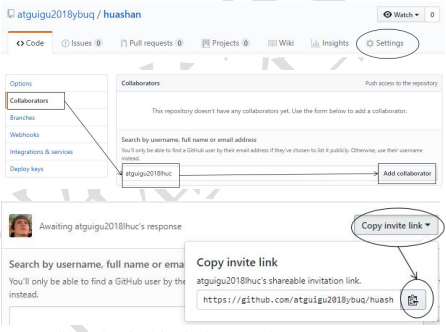 atguigu2018ybuq / huashan
Watch 0
Code Issues 0 Pull requests 0 Projects 0 Wiki Insights Settings
Options
Collaborators
Branches
Webhooks
Integrations & services
Deploy keys
Collaborators Push access to the repository
This repository doesn't have any collaborators yet. Use the form below to add a collaborator.
Search by username, full name or email address
You'll only be able to find a GitHub user by their email address if they've chosen to list it publicly. Otherwise, use their username
instead.
atguigu2018lhuc Add collaborator
Awaiting atguigu2018lhuc's response Copy invite link
Search by username, full name or ema
You'll only be able to find a GitHub user by the
instead.
Copy invite link
atguigu2018lhuc's shareable invitation link.
https://github.com/atguigu2018ybuq/huash